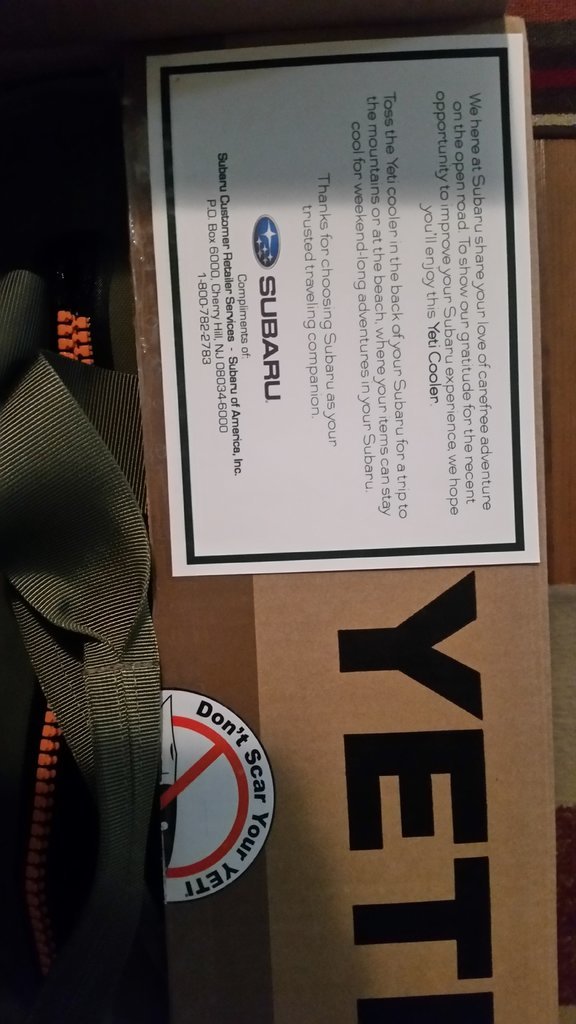 We here at Subaru share your love of carefree adventure
on the open road. To show our gratitude for the recent
opportunity to improve your Subaru experience, we hope
you'll enjoy this Yeti Cooler.
Toss the Yeti cooler in the back of your Subaru for a trip to
the mountains or at the beach, where your items can stay
cool for weekend-long adventures in your Subaru.
Thanks for choosing Subaru as your
trusted traveling companion.
SUBARU
Compliments of:
Subaru Customer Retailer Services - Subaru of America, Inc.
P.O. Box 6000, Cherry Hill, NJ 08034-6000
1-800-782-2783
YETI
Don't Scar Your YETI!